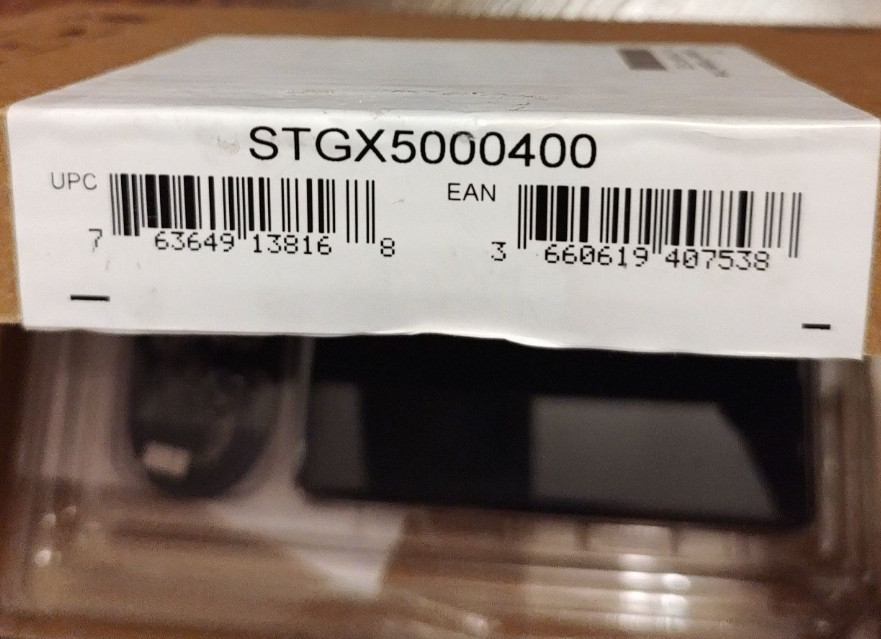 STGX5000400
UPC
EAN
7 63649 13816 8
3 660619 407538